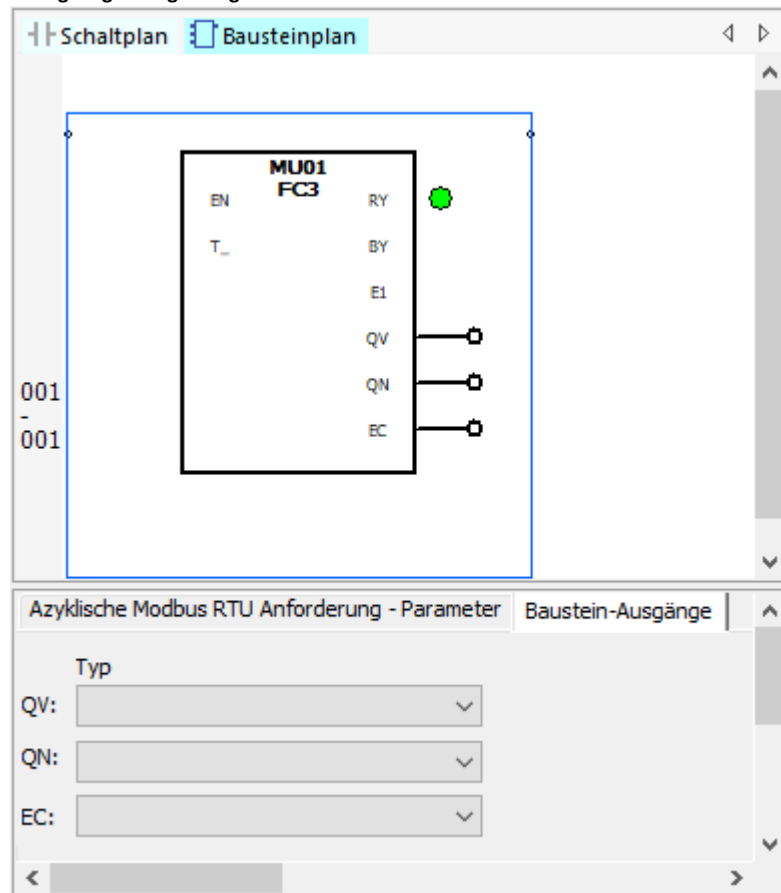 Schaltplan Bausteinplan
MU01
FC3
EN RY
T_ BY
E1
QV
QN
EC
001
-
001
Azyklische Modbus RTU Anforderung - Parameter Baustein-Ausgänge
Typ
QV:
QN:
EC: